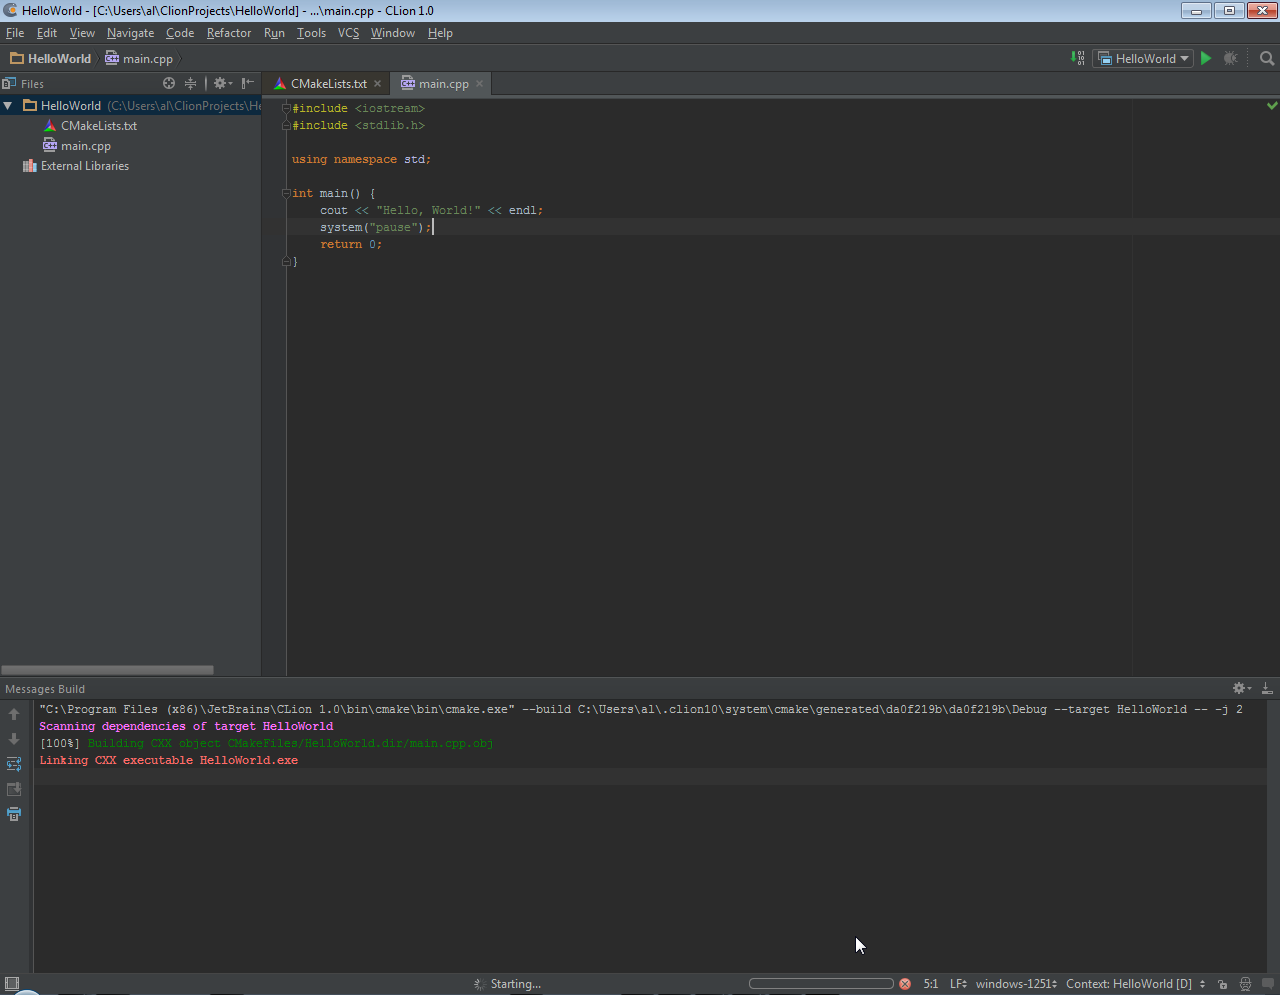 HelloWorld - [C:\Users\al\ClionProjects\HelloWorld] - ...\main.cpp - CLion 1.0
File Edit View Navigate Code Refactor Run Tools VCS Window Help
HelloWorld main.cpp
HelloWorld
Files
CMakeLists.txt main.cpp
HelloWorld (C:\Users\al\ClionProjects\He
CMakeLists.txt
main.cpp
External Libraries
#include <iostream>
#include <stdlib.h>
using namespace std;
int main() {
cout << "Hello, World!" << endl;
system("pause");
return 0;
}
Messages Build
"C:\Program Files (x86)\JetBrains\CLion 1.0\bin\cmake\bin\cmake.exe" --build C:\Users\al\.clion10\system\cmake\generated\da0f219b\da0f219b\Debug --target HelloWorld -- -j 2
Scanning dependencies of target HelloWorld
[100%] Building CXX object CMakeFiles/HelloWorld.dir/main.cpp.obj
Linking CXX executable HelloWorld.exe
Starting... 5:1 LF windows-1251 Context: HelloWorld [D]